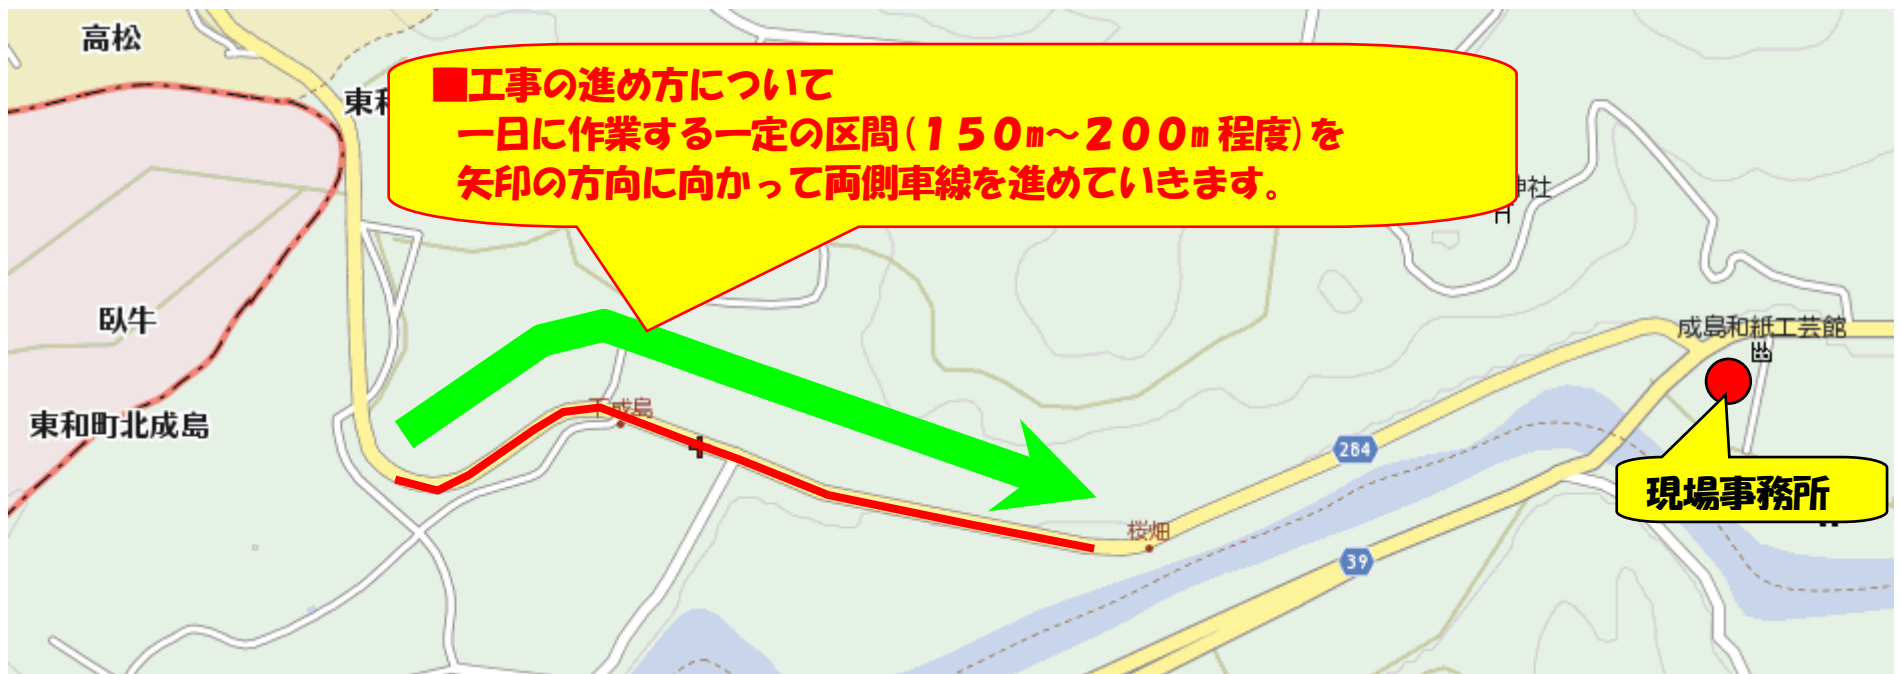 高松
東和
■工事の進め方について
一日に作業する一定の区間(150m～200m程度)を
矢印の方向に向かって両側車線を進めていきます。
神社
臥牛
成島和紙工芸館
東和町北成島
下成島
284
現場事務所
桜畑
39